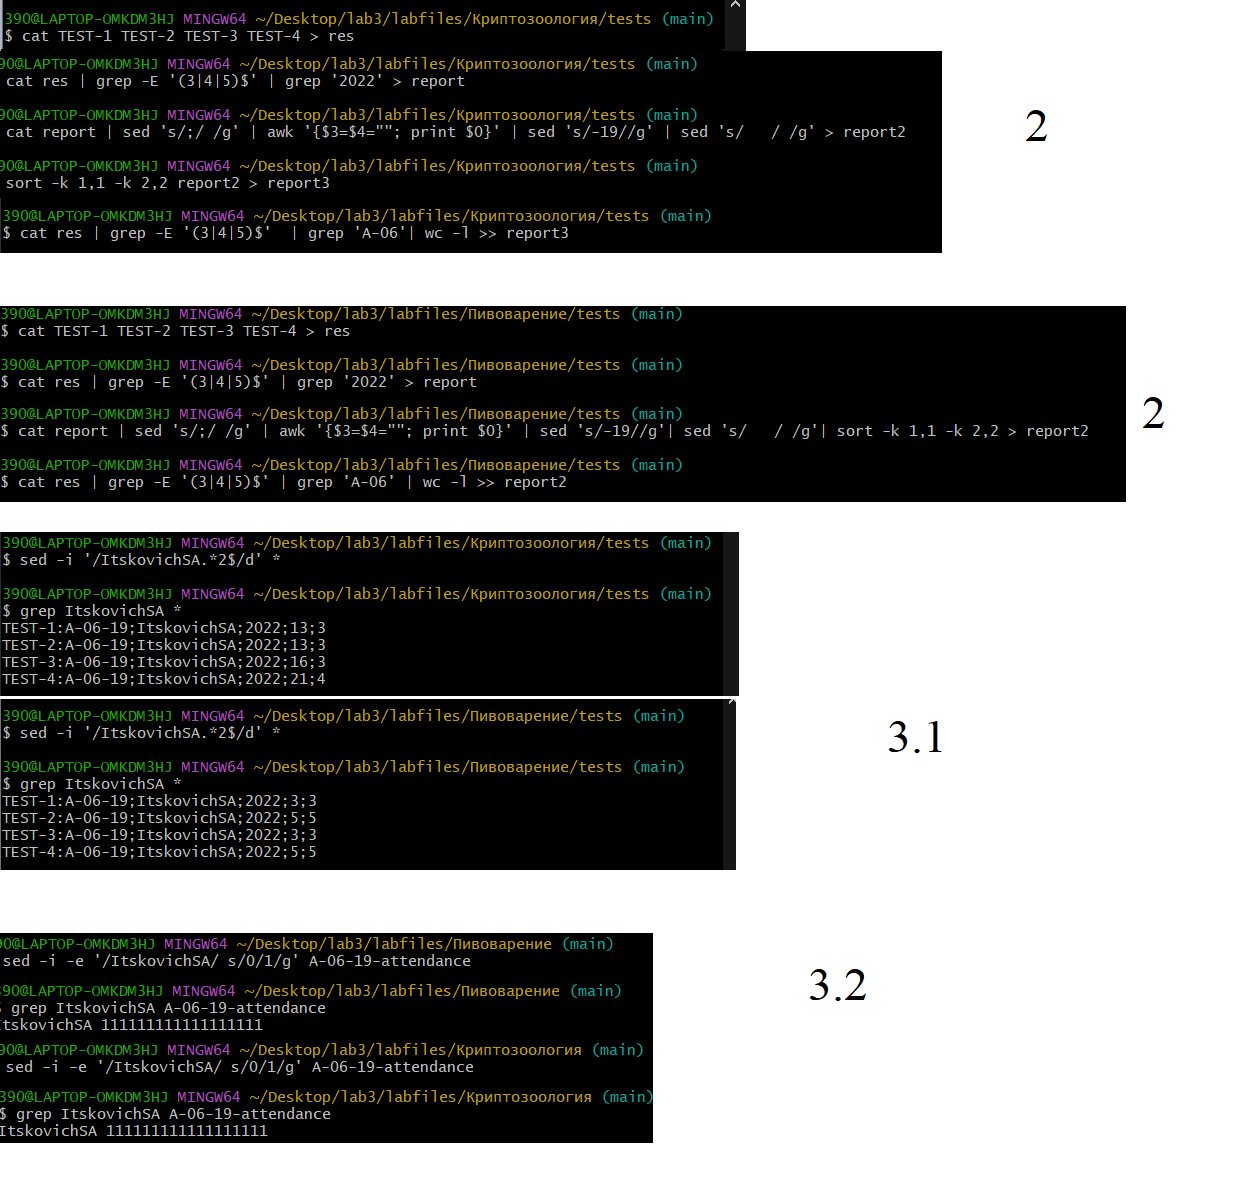 390@LAPTOP-OMKDM3HJ MINGW64 ~/Desktop/lab3/labfiles/Криптозоология/tests (main)
$ cat TEST-1 TEST-2 TEST-3 TEST-4 > res
90@LAPTOP-OMKDM3HJ MINGW64 ~/Desktop/lab3/labfiles/Криптозоология/tests (main)
cat res | grep -E '(3|4|5)$' | grep '2022' > report
90@LAPTOP-OMKDM3HJ MINGW64 ~/Desktop/lab3/labfiles/Криптозоология/tests (main)
cat report | sed 's/;/ /g' | awk '{$3=$4=""; print $0}' | sed 's/-19//g' | sed 's/   / /g' > report2
90@LAPTOP-OMKDM3HJ MINGW64 ~/Desktop/lab3/labfiles/Криптозоология/tests (main)
sort -k 1,1 -k 2,2 report2 > report3
390@LAPTOP-OMKDM3HJ MINGW64 ~/Desktop/lab3/labfiles/Криптозоология/tests (main)
$ cat res | grep -E '(3|4|5)$'  | grep 'A-06'| wc -l >> report3
2
390@LAPTOP-OMKDM3HJ MINGW64 ~/Desktop/lab3/labfiles/Пивоварение/tests (main)
$ cat TEST-1 TEST-2 TEST-3 TEST-4 > res
390@LAPTOP-OMKDM3HJ MINGW64 ~/Desktop/lab3/labfiles/Пивоварение/tests (main)
$ cat res | grep -E '(3|4|5)$' | grep '2022' > report
390@LAPTOP-OMKDM3HJ MINGW64 ~/Desktop/lab3/labfiles/Пивоварение/tests (main)
$ cat report | sed 's/;/ /g' | awk '{$3=$4=""; print $0}' | sed 's/-19//g'| sed 's/   / /g'| sort -k 1,1 -k 2,2 > report2
390@LAPTOP-OMKDM3HJ MINGW64 ~/Desktop/lab3/labfiles/Пивоварение/tests (main)
$ cat res | grep -E '(3|4|5)$' | grep 'A-06' | wc -l >> report2
2
390@LAPTOP-OMKDM3HJ MINGW64 ~/Desktop/lab3/labfiles/Криптозоология/tests (main)
$ sed -i '/ItskovichSA.*2$/d' *
390@LAPTOP-OMKDM3HJ MINGW64 ~/Desktop/lab3/labfiles/Криптозоология/tests (main)
$ grep ItskovichSA *
TEST-1:A-06-19;ItskovichSA;2022;13;3
TEST-2:A-06-19;ItskovichSA;2022;13;3
TEST-3:A-06-19;ItskovichSA;2022;16;3
TEST-4:A-06-19;ItskovichSA;2022;21;4
390@LAPTOP-OMKDM3HJ MINGW64 ~/Desktop/lab3/labfiles/Пивоварение/tests (main)
$ sed -i '/ItskovichSA.*2$/d' *
390@LAPTOP-OMKDM3HJ MINGW64 ~/Desktop/lab3/labfiles/Пивоварение/tests (main)
$ grep ItskovichSA *
TEST-1:A-06-19;ItskovichSA;2022;3;3
TEST-2:A-06-19;ItskovichSA;2022;5;5
TEST-3:A-06-19;ItskovichSA;2022;3;3
TEST-4:A-06-19;ItskovichSA;2022;5;5
3.1
90@LAPTOP-OMKDM3HJ MINGW64 ~/Desktop/lab3/labfiles/Пивоварение (main)
sed -i -e '/ItskovichSA/ s/0/1/g' A-06-19-attendance
390@LAPTOP-OMKDM3HJ MINGW64 ~/Desktop/lab3/labfiles/Пивоварение (main)
$ grep ItskovichSA A-06-19-attendance
ItskovichSA 111111111111111111
90@LAPTOP-OMKDM3HJ MINGW64 ~/Desktop/lab3/labfiles/Криптозоология (main)
sed -i -e '/ItskovichSA/ s/0/1/g' A-06-19-attendance
390@LAPTOP-OMKDM3HJ MINGW64 ~/Desktop/lab3/labfiles/Криптозоология (main)
$ grep ItskovichSA A-06-19-attendance
ItskovichSA 111111111111111111
3.2